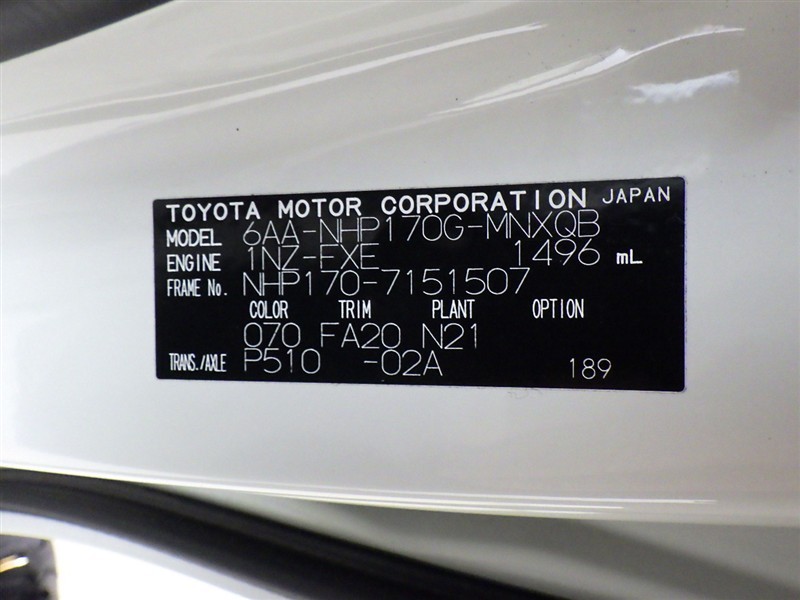 TOYOTA MOTOR CORPORATION JAPAN
MODEL 6AA-NHP170G-MNXQB
ENGINE 1NZ-FXE 1496 mL
FRAME No. NHP170-7151507
COLOR TRIM PLANT OPTION
070 FA20 N21
TRANS./AXLE P510 -02A 189